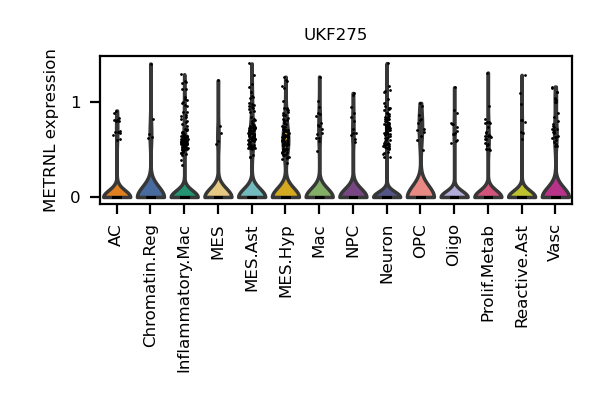 UKF275
METRNL expression
1
0
AC
Chromatin.Reg
Inflammatory.Mac
MES
MES.Ast
MES.Hyp
Mac
NPC
Neuron
OPC
Oligo
Prolif.Metab
Reactive.Ast
Vasc